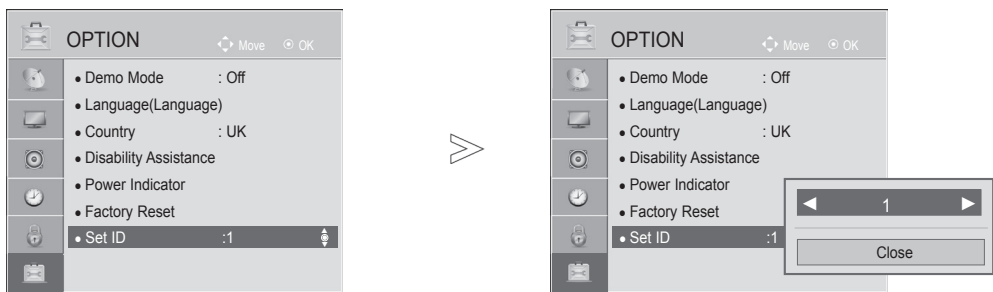 OPTION
Move OK
• Demo Mode : Off
• Language(Language)
• Country : UK
• Disability Assistance
• Power Indicator
• Factory Reset
• Set ID :1
OPTION
Move OK
• Demo Mode : Off
• Language(Language)
• Country : UK
• Disability Assistance
• Power Indicator
• Factory Reset
• Set ID :1
◀ 1 ▶
Close